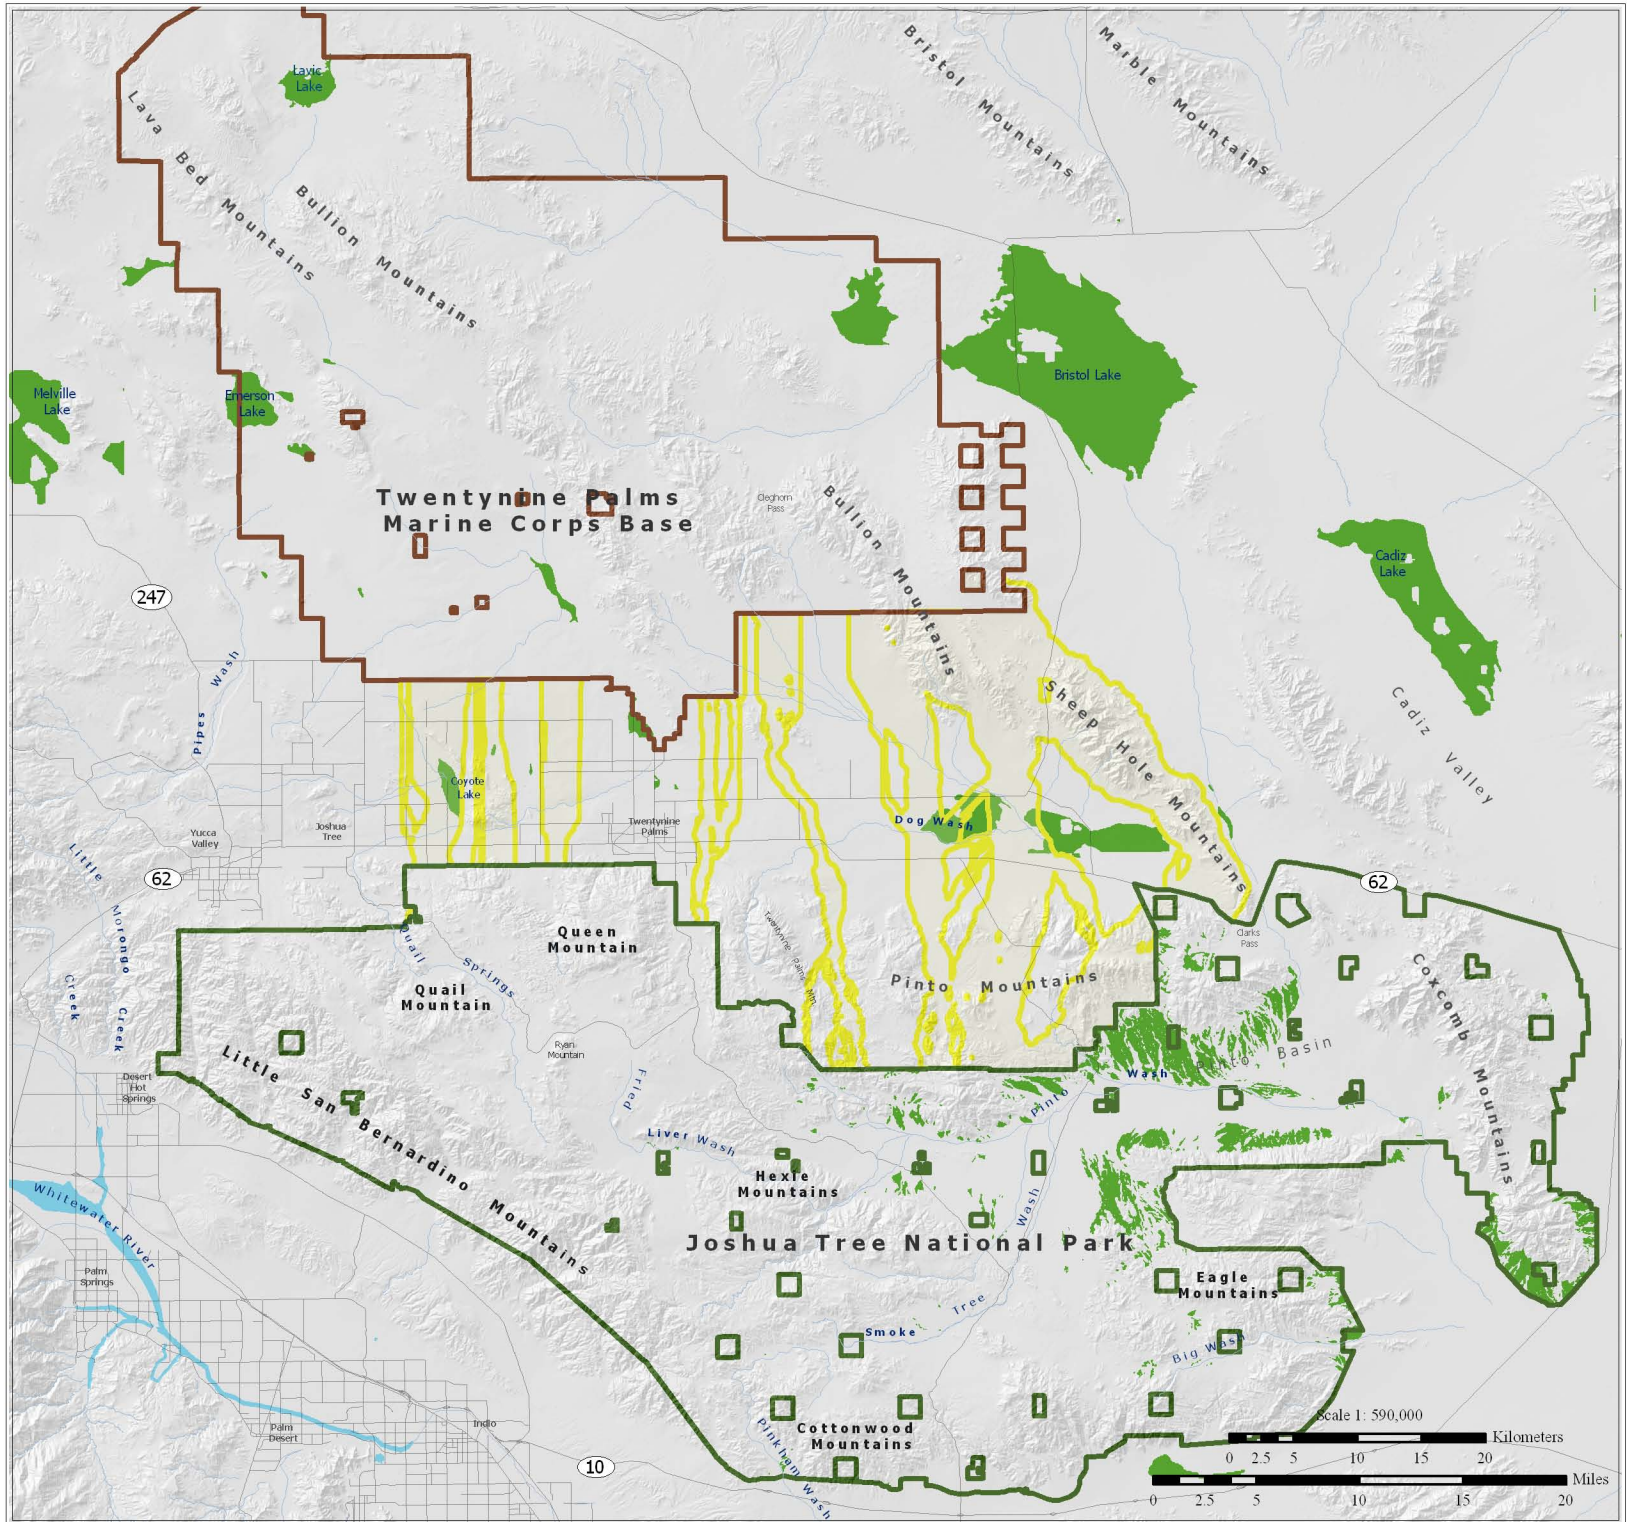 Bristol Mountains
Marble Mountains
Lavic
Lake
Lava Bed Mountains
Bullion Mountains
Melville
Lake
Emerson
Lake
Bristol Lake
Twentynine Palms
Marine Corps Base
Cleghorn
Pass
Bullion Mountains
Cadiz
Lake
247
Pipes Wash
Sheep Hole Mountains
Cadiz Valley
Coyote
Lake
Twentynine
Palms
Joshua
Tree
Yucca
Valley
Dog Wash
62
62
Little Morongo Creek
Creek
Quail Springs
Queen
Mountain
Quail
Mountain
Twentynine Palms Mtn
Pinto Mountains
Clarks
Pass
Coxcomb Mountains
Ryan
Mountain
Pinto Basin
Pinto Wash
Desert
Hot
Springs
Little San Bernardino Mountains
Fried
Liver Wash
Hexie
Mountains
Wash
Whitewater River
Joshua Tree National Park
Palm
Springs
Eagle
Mountains
Smoke Tree
Big Wash
Palm
Desert
Indio
Cottonwood
Mountains
Pinkham Wash
10
Scale 1: 590,000
Kilometers
0 2.5 5 10 15 20
Miles
0 2.5 5 10 15 20